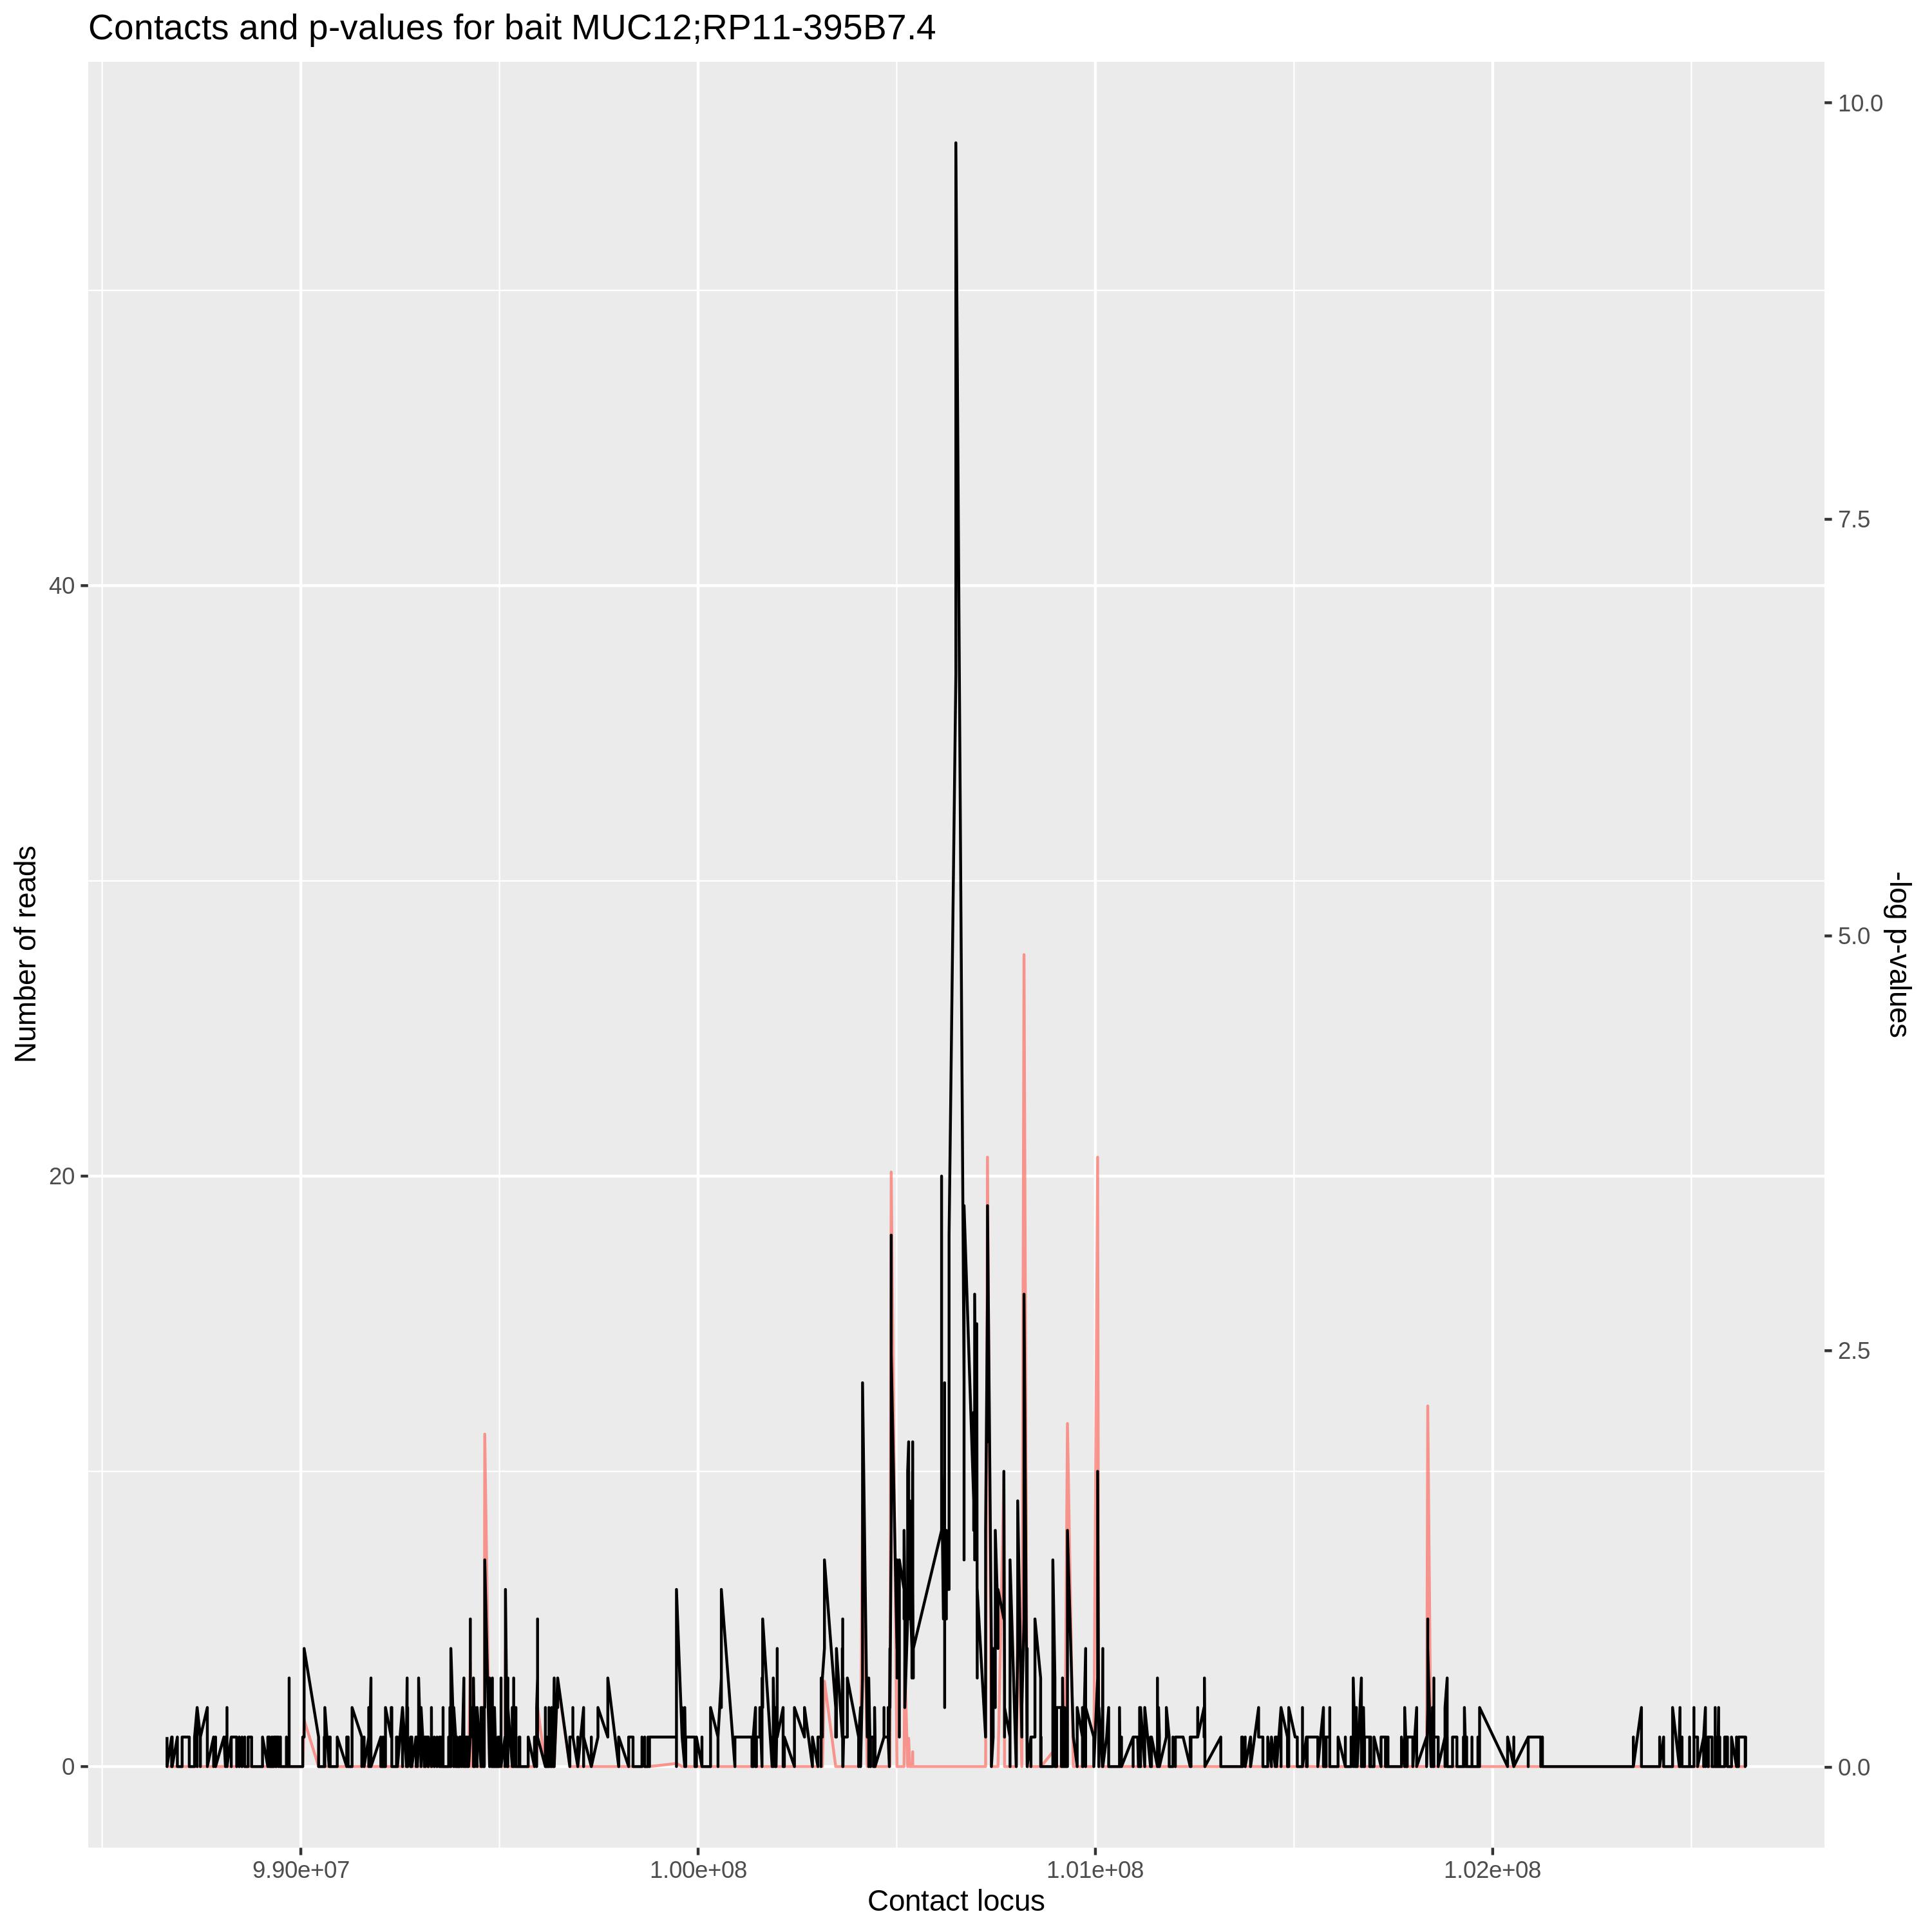 Contacts and p-values for bait MUC12;RP11-395B7.4
10.0
7.5
40
Number of reads
-log p-values
5.0
20
2.5
0
0.0
9.90e+07
1.00e+08
1.01e+08
1.02e+08
Contact locus